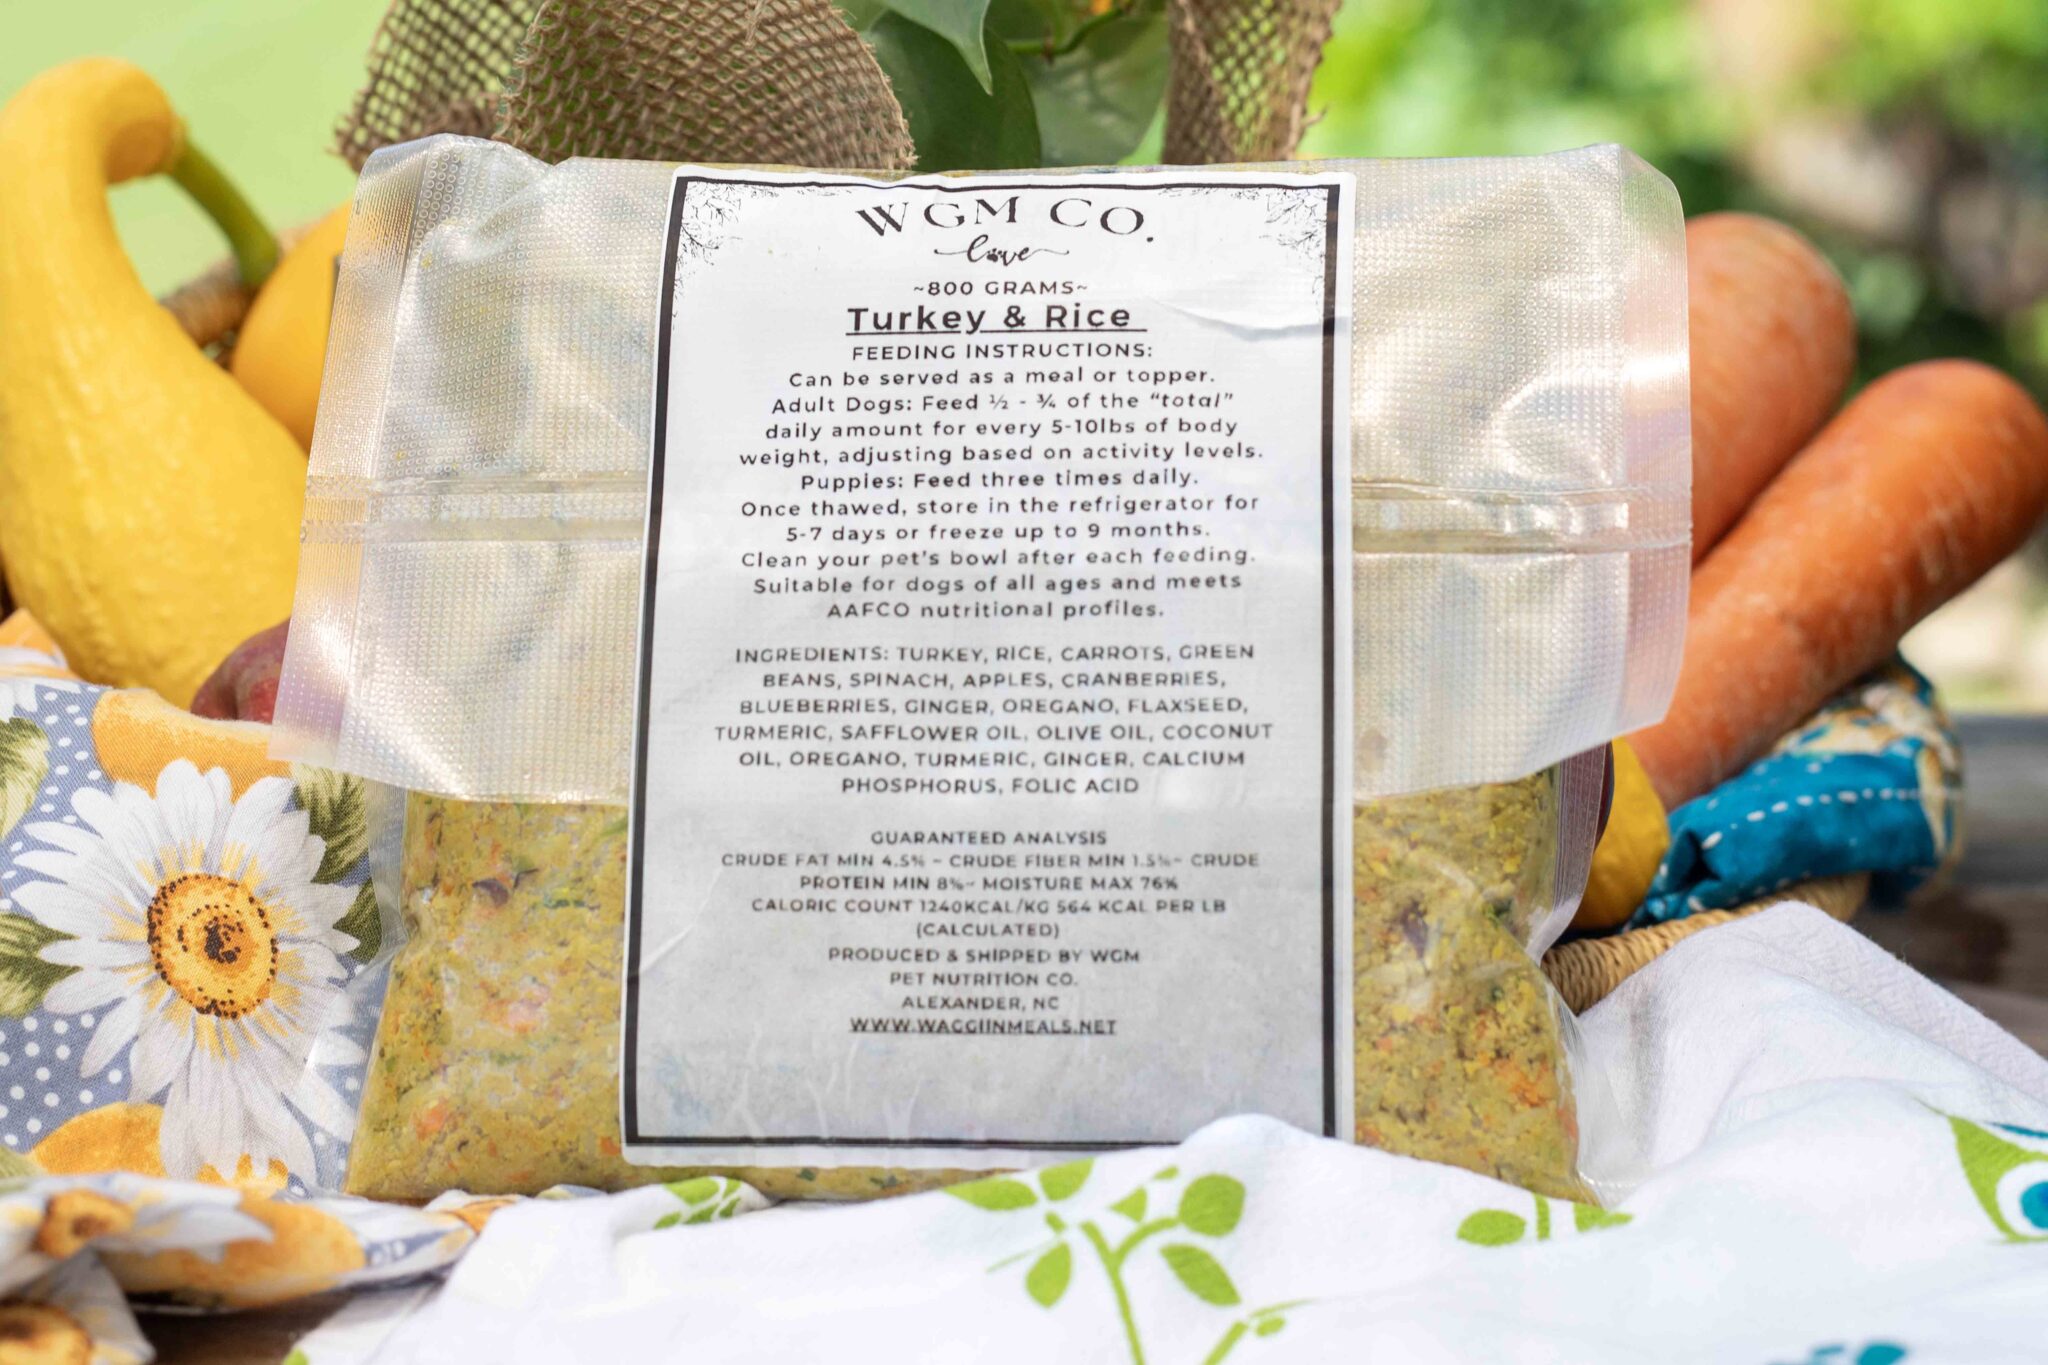 WGM CO.
love
~800 GRAMS~
Turkey & Rice
FEEDING INSTRUCTIONS:
Can be served as a meal or topper.
Adult Dogs: Feed ½ - ¾ of the “total”
daily amount for every 5-10lbs of body
weight, adjusting based on activity levels.
Puppies: Feed three times daily.
Once thawed, store in the refrigerator for
5-7 days or freeze up to 9 months.
Clean your pet's bowl after each feeding.
Suitable for dogs of all ages and meets
AAFCO nutritional profiles.
INGREDIENTS: TURKEY, RICE, CARROTS, GREEN
BEANS, SPINACH, APPLES, CRANBERRIES,
BLUEBERRIES, GINGER, OREGANO, FLAXSEED,
TURMERIC, SAFFLOWER OIL, OLIVE OIL, COCONUT
OIL, OREGANO, TURMERIC, GINGER, CALCIUM
PHOSPHORUS, FOLIC ACID
GUARANTEED ANALYSIS
CRUDE FAT MIN 4.5% ~ CRUDE FIBER MIN 1.5%~ CRUDE
PROTEIN MIN 8%~ MOISTURE MAX 76%
CALORIC COUNT 1240KCAL/KG 564 KCAL PER LB
(CALCULATED)
PRODUCED & SHIPPED BY WGM
PET NUTRITION CO.
ALEXANDER, NC
WWW.WAGGIINMEALS.NET